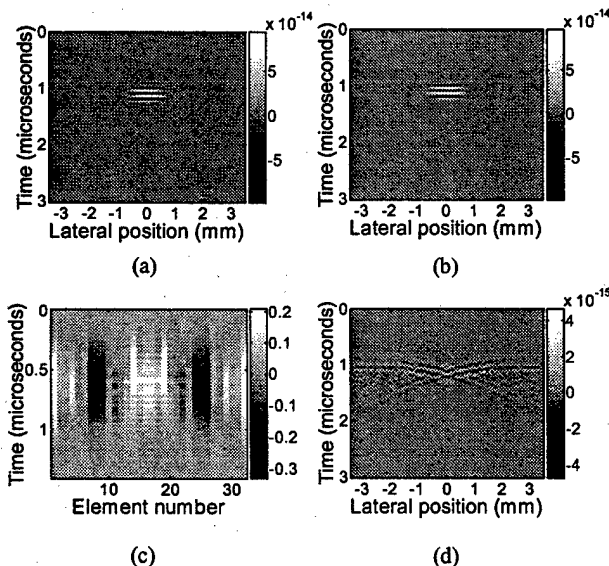 x 10⁻¹⁴
0
1
2
3
5
0
-5
-3 -2 -1 0 1 2 3
Time (microseconds)
Lateral position (mm)
(a)
x 10⁻¹⁴
0
1
2
3
5
0
-5
-3 -2 -1 0 1 2 3
Time (microseconds)
Lateral position (mm)
(b)
0
0.5
1
0.2
0.1
0
-0.1
-0.2
-0.3
10 20 30
Time (microseconds)
Element number
(c)
x 10⁻¹⁵
0
1
2
3
4
2
0
-2
-4
-3 -2 -1 0 1 2 3
Time (microseconds)
Lateral position (mm)
(d)